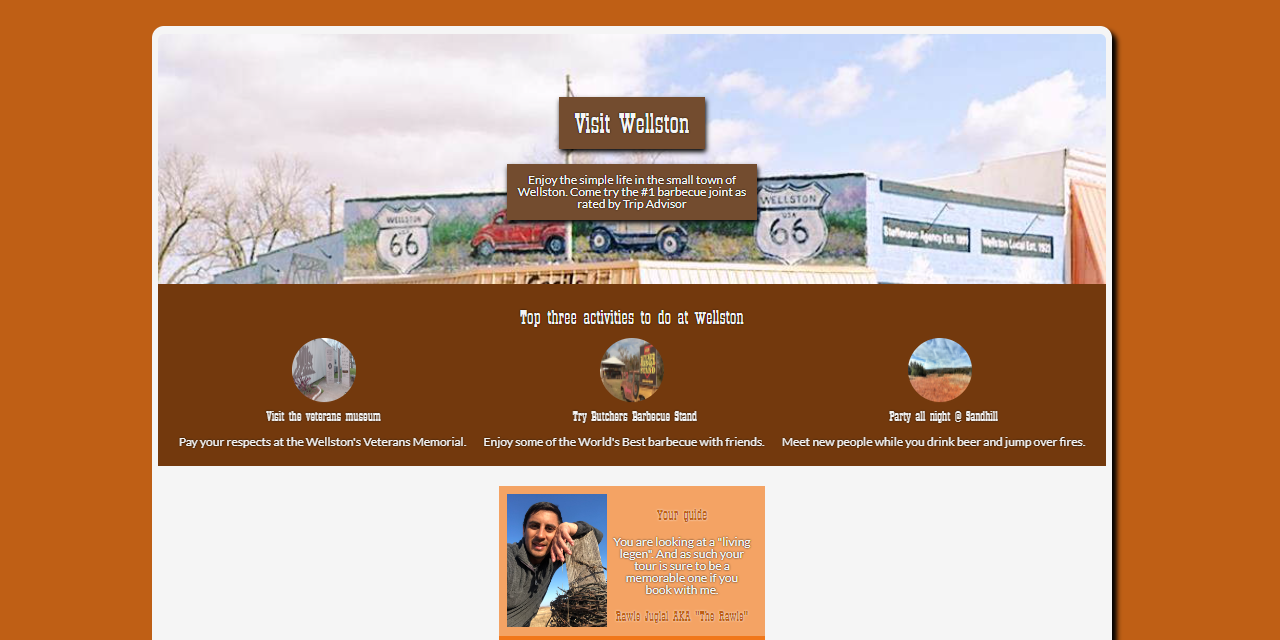 Visit Wellston
Enjoy the simple life in the small town of
Wellston. Come try the #1 barbecue joint as
rated by Trip Advisor
WELLSTON
66
WELLSTON
USA
66
Steffenson Agency Est. 1891
Wellston Local Est. 1921
Top three activities to do at Wellston
Visit the veterans museum
Try Butchers Barbecue Stand
Party all night @ Sandhill
Pay your respects at the Wellston's Veterans Memorial.
Enjoy some of the World's Best barbecue with friends.
Meet new people while you drink beer and jump over fires.
Your guide
You are looking at a "living
legen". And as such your
tour is sure to be a
memorable one if you
book with me.
Rawle Jugial AKA "The Rawle"